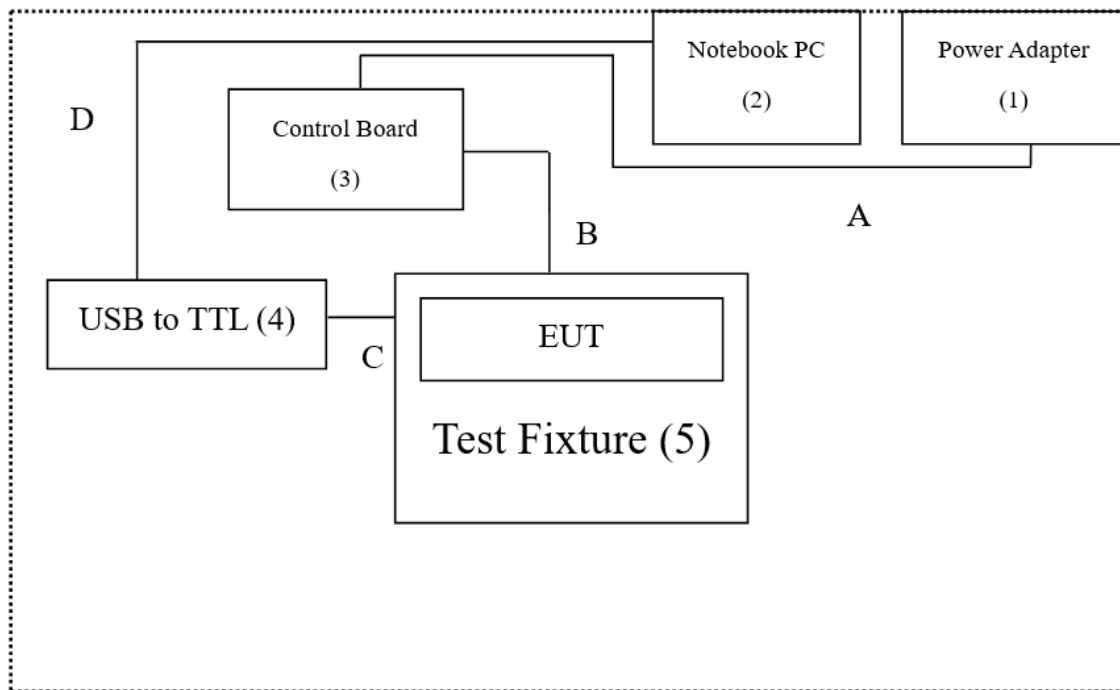 Notebook PC
(2)
Power Adapter
(1)
D
Control Board
(3)
A
B
USB to TTL (4)
C
EUT
Test Fixture (5)